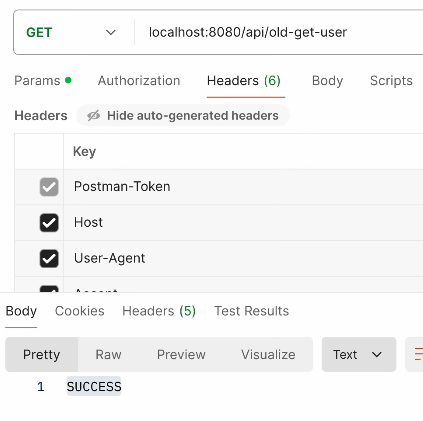 GET localhost:8080/api/old-get-user
Params Authorization Headers (6) Body Scripts
Headers Hide auto-generated headers
Key
Postman-Token
Host
User-Agent
Accept
Body Cookies Headers (5) Test Results
Pretty Raw Preview Visualize Text
1 SUCCESS